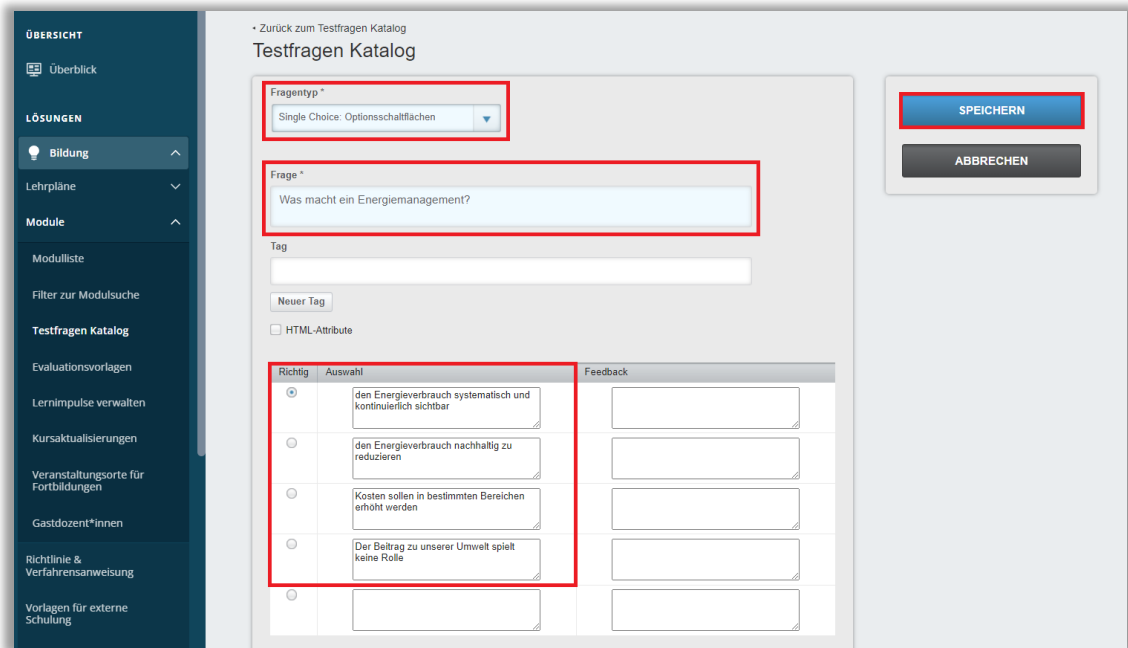 ÜBERSICHT
Überblick
LÖSUNGEN
Bildung
Lehrpläne
Module
Modulliste
Filter zur Modulsuche
Testfragen Katalog
Evaluationsvorlagen
Lernimpulse verwalten
Kursaktualisierungen
Veranstaltungsorte für
Fortbildungen
Gastdozent*innen
Richtlinie &
Verfahrensanweisung
Vorlagen für externe
Schulung
• Zurück zum Testfragen Katalog
Testfragen Katalog
Fragentyp *
Single Choice: Optionsschaltflächen
Frage *
Was macht ein Energiemanagement?
Tag
Neuer Tag
HTML-Attribute
Richtig Auswahl Feedback
den Energieverbrauch systematisch und
kontinuierlich sichtbar
den Energieverbrauch nachhaltig zu
reduzieren
Kosten sollen in bestimmten Bereichen
erhöht werden
Der Beitrag zu unserer Umwelt spielt
keine Rolle
SPEICHERN
ABBRECHEN